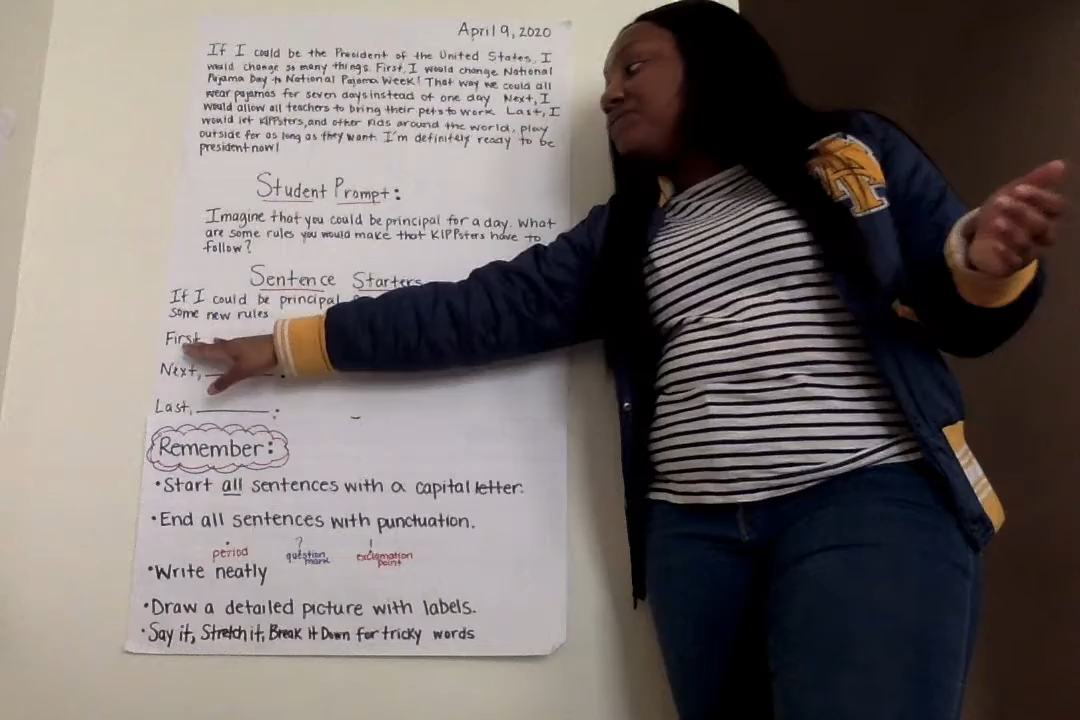 April 9, 2020
If I could be the President of the United States, I
would change so many things. First, I would change National
Pajama Day to National Pajama Week! That way we could all
wear pajamas for seven days instead of one day. Next, I
would allow all teachers to bring their pets to work. Last, I
would let KIPPsters, and other kids around the world, play
outside for as long as they want. I'm definitely ready to be
president now!
Student Prompt:
Imagine that you could be principal for a day. What
are some rules you would make that KIPPsters have to
follow?
Sentence Starters
If I could be principal
some new rules
First
Next, ___
Last, ________.
Remember:
•Start all sentences with a capital letter.
•End all sentences with punctuation.
. ? !
period question mark exclamation point
•Write neatly
•Draw a detailed picture with labels.
•Say it, Stretch it, Break it Down for tricky words